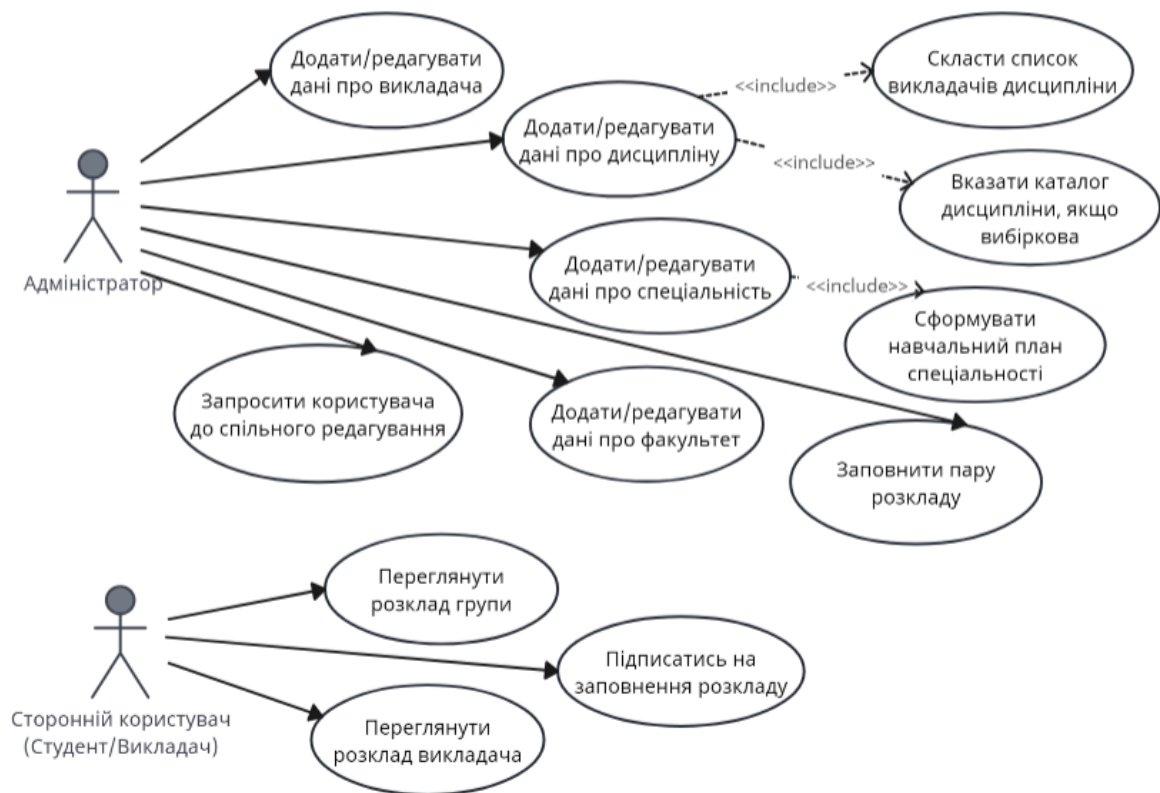 Додати/редагувати
дані про викладача
Скласти список
викладачів дисципліни
<<include>>
Додати/редагувати
дані про дисципліну
<<include>>
Вказати каталог
дисципліни, якщо
вибіркова
Адміністратор
Додати/редагувати
дані про спеціальність
<<include>>
Сформувати
навчальний план
спеціальності
Запросити користувача
до спільного редагування
Додати/редагувати
дані про факультет
Заповнити пару
розкладу
Переглянути
розклад групи
Підписатись на
заповнення розкладу
Сторонній користувач
(Студент/Викладач)
Переглянути
розклад викладача